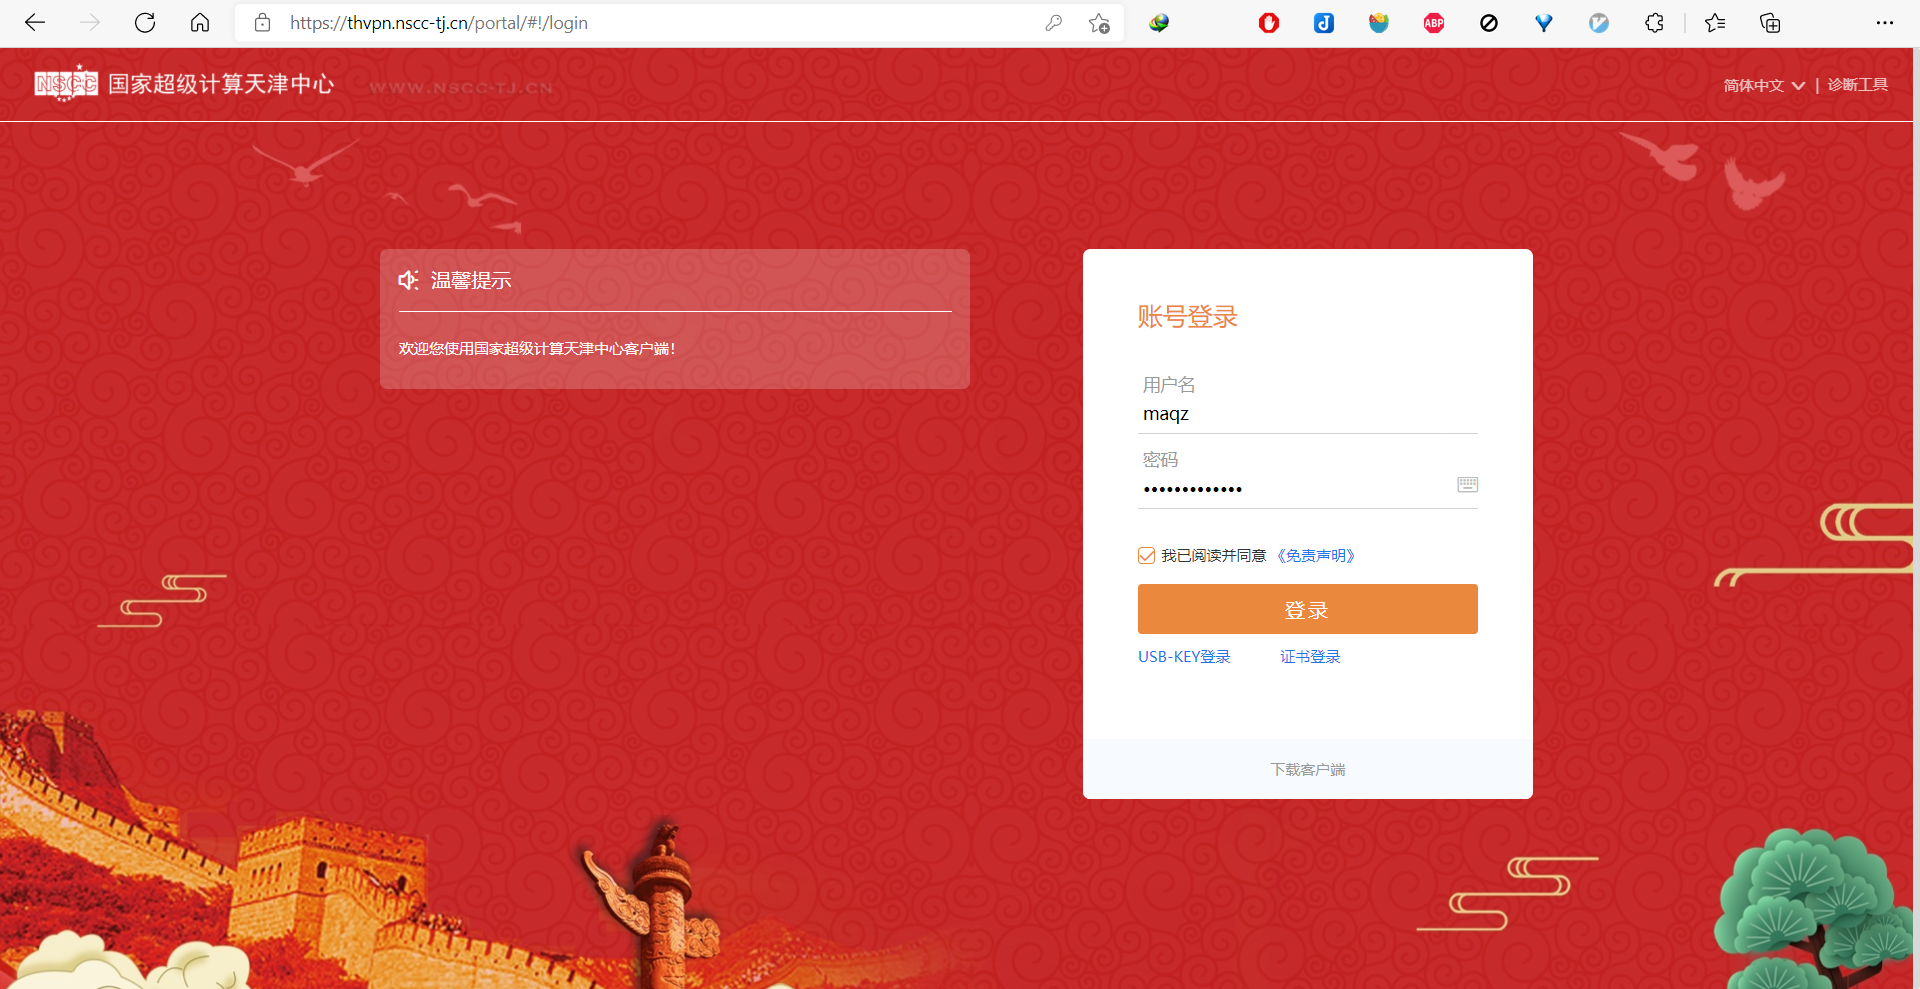 https://thvpn.nscc-tj.cn/portal/#!/login
ABP
NSCC 国家超级计算天津中心 WWW.NSCC-TJ.CN
简体中文 | 诊断工具
温馨提示
欢迎您使用国家超级计算天津中心客户端!
账号登录
用户名
maqz
密码
•••••••••••••
我已阅读并同意 《免责声明》
登录
USB-KEY登录 证书登录
下载客户端